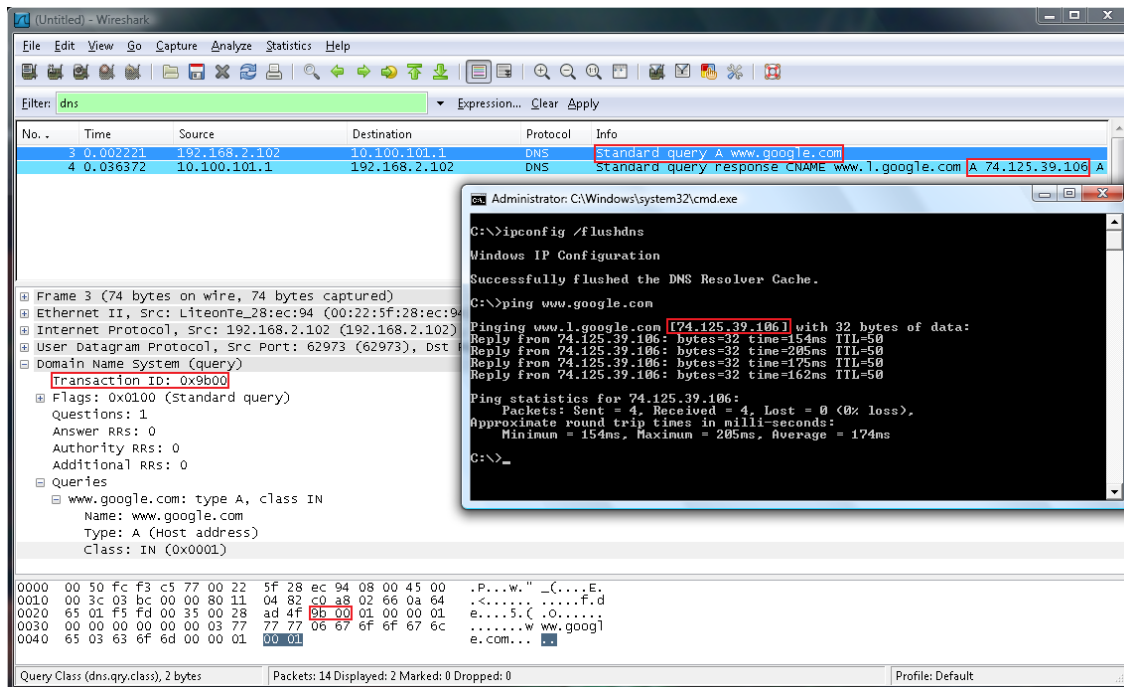 (Untitled) - Wireshark
File Edit View Go Capture Analyze Statistics Help
Filter: dns Expression... Clear Apply
No. . Time Source Destination Protocol Info
3 0.002221 192.168.2.102 10.100.101.1 DNS Standard query A www.google.com
4 0.036372 10.100.101.1 192.168.2.102 DNS Standard query response CNAME www.l.google.com A 74.125.39.106 A
Administrator: C:\Windows\system32\cmd.exe
C:\>ipconfig /flushdns
Windows IP Configuration
Successfully flushed the DNS Resolver Cache.
C:\>ping www.google.com
Pinging www.l.google.com [74.125.39.106] with 32 bytes of data:
Reply from 74.125.39.106: bytes=32 time=154ms TTL=50
Reply from 74.125.39.106: bytes=32 time=205ms TTL=50
Reply from 74.125.39.106: bytes=32 time=175ms TTL=50
Reply from 74.125.39.106: bytes=32 time=162ms TTL=50
Ping statistics for 74.125.39.106:
Packets: Sent = 4, Received = 4, Lost = 0 (0% loss),
Approximate round trip times in milli-seconds:
Minimum = 154ms, Maximum = 205ms, Average = 174ms
C:\>_
Frame 3 (74 bytes on wire, 74 bytes captured)
Ethernet II, Src: LiteonTe_28:ec:94 (00:22:5f:28:ec:94
Internet Protocol, Src: 192.168.2.102 (192.168.2.102)
User Datagram Protocol, Src Port: 62973 (62973), Dst
Domain Name System (query)
Transaction ID: 0x9b00
Flags: 0x0100 (Standard query)
Questions: 1
Answer RRs: 0
Authority RRs: 0
Additional RRs: 0
Queries
www.google.com: type A, class IN
Name: www.google.com
Type: A (Host address)
Class: IN (0x0001)
0000 00 50 fc f3 c5 77 00 22 5f 28 ec 94 08 00 45 00 .P...w." _(....E.
0010 00 3c 03 bc 00 00 80 11 04 82 c0 a8 02 66 0a 64 .<...... .....f.d
0020 65 01 f5 fd 00 35 00 28 ad 4f 9b 00 01 00 00 01 e....5.( .O......
0030 00 00 00 00 00 00 03 77 77 77 06 67 6f 6f 67 6c .......w ww.googl
0040 65 03 63 6f 6d 00 00 01 00 01 e.com... ..
Query Class (dns.qry.class), 2 bytes Packets: 14 Displayed: 2 Marked: 0 Dropped: 0 Profile: Default